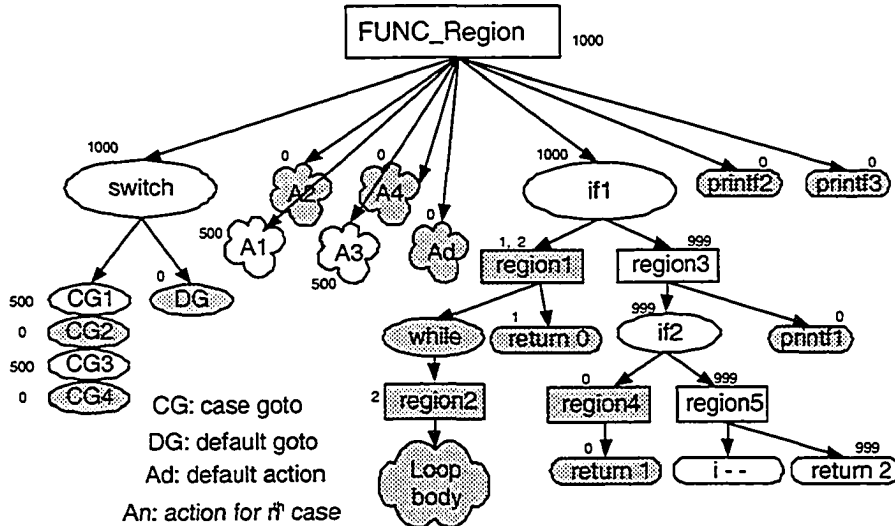 FUNC_Region
1000
1000
switch
0
A2
0
A4
500
A1
A3
500
0
Ad
1000
if1
0
printf2
0
printf3
1, 2
region1
999
region3
500
CG1
0
DG
0
CG2
500
CG3
0
CG4
while
1
return 0
999
if2
0
printf1
2
region2
0
region4
999
region5
Loop
body
0
return 1
i - -
999
return 2
CG: case goto
DG: default goto
Ad: default action
An: action for nth case